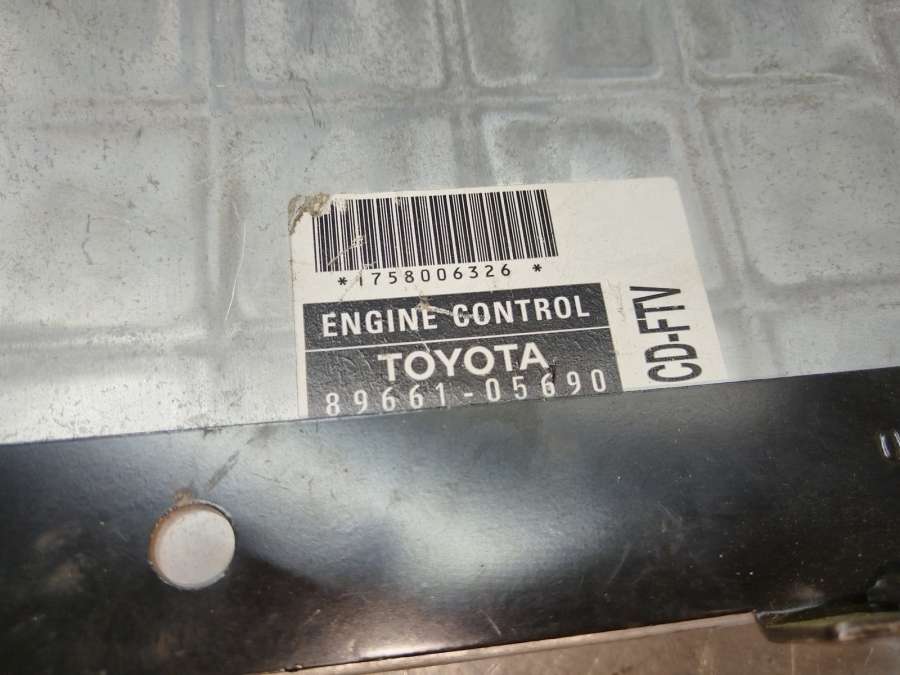 *1758006326 *
ENGINE CONTROL
TOYOTA
89661-05690
CD-FTV